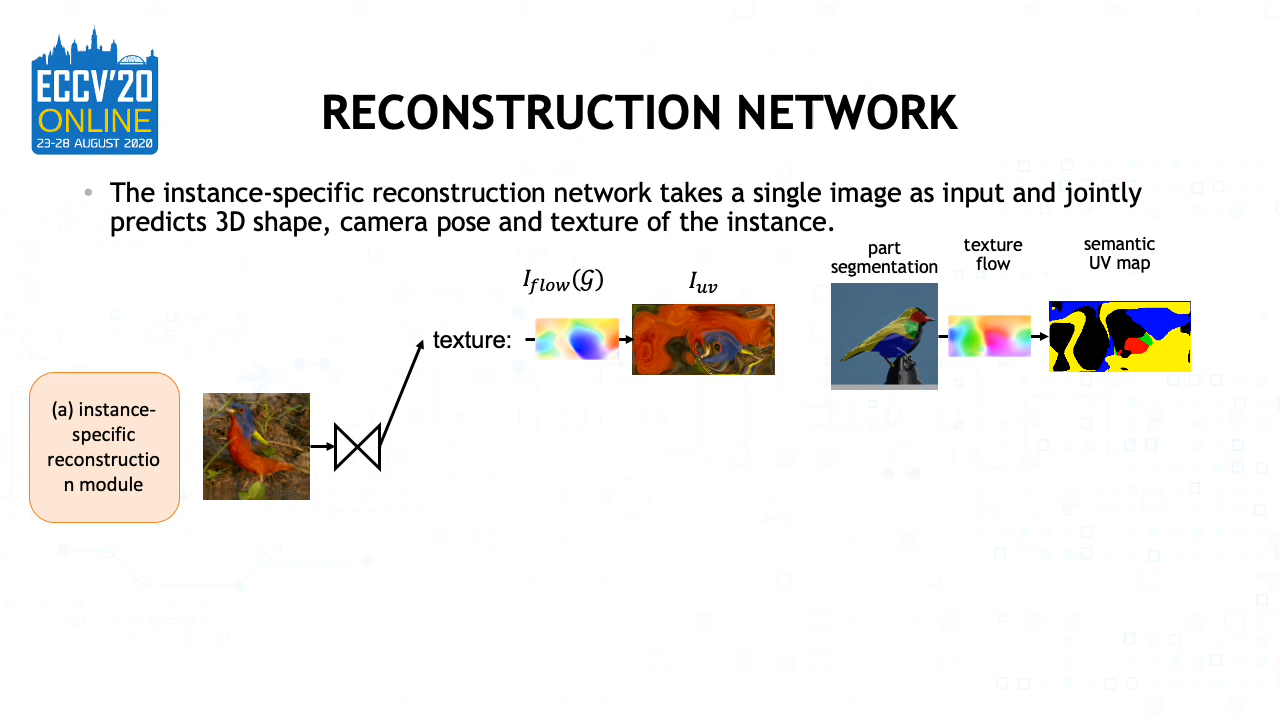 ECCV'20
ONLINE
23-28 AUGUST 2020
RECONSTRUCTION NETWORK
• The instance-specific reconstruction network takes a single image as input and jointly
predicts 3D shape, camera pose and texture of the instance.
part
segmentation
texture
flow
semantic
UV map
I_{flow}(𝒢)
I_{uv}
texture:
(a) instance-
specific
reconstructio
n module